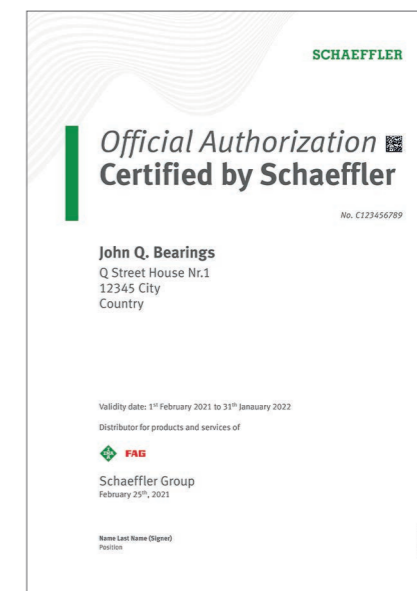 SCHAEFFLER
Official Authorization
Certified by Schaeffler
No. C123456789
John Q. Bearings
Q Street House Nr.1
12345 City
Country
Validity date: 1st February 2021 to 31th Janauary 2022
Distributor for products and services of
FAG
Schaeffler Group
February 25th, 2021
Name Last Name (Signer)
Position